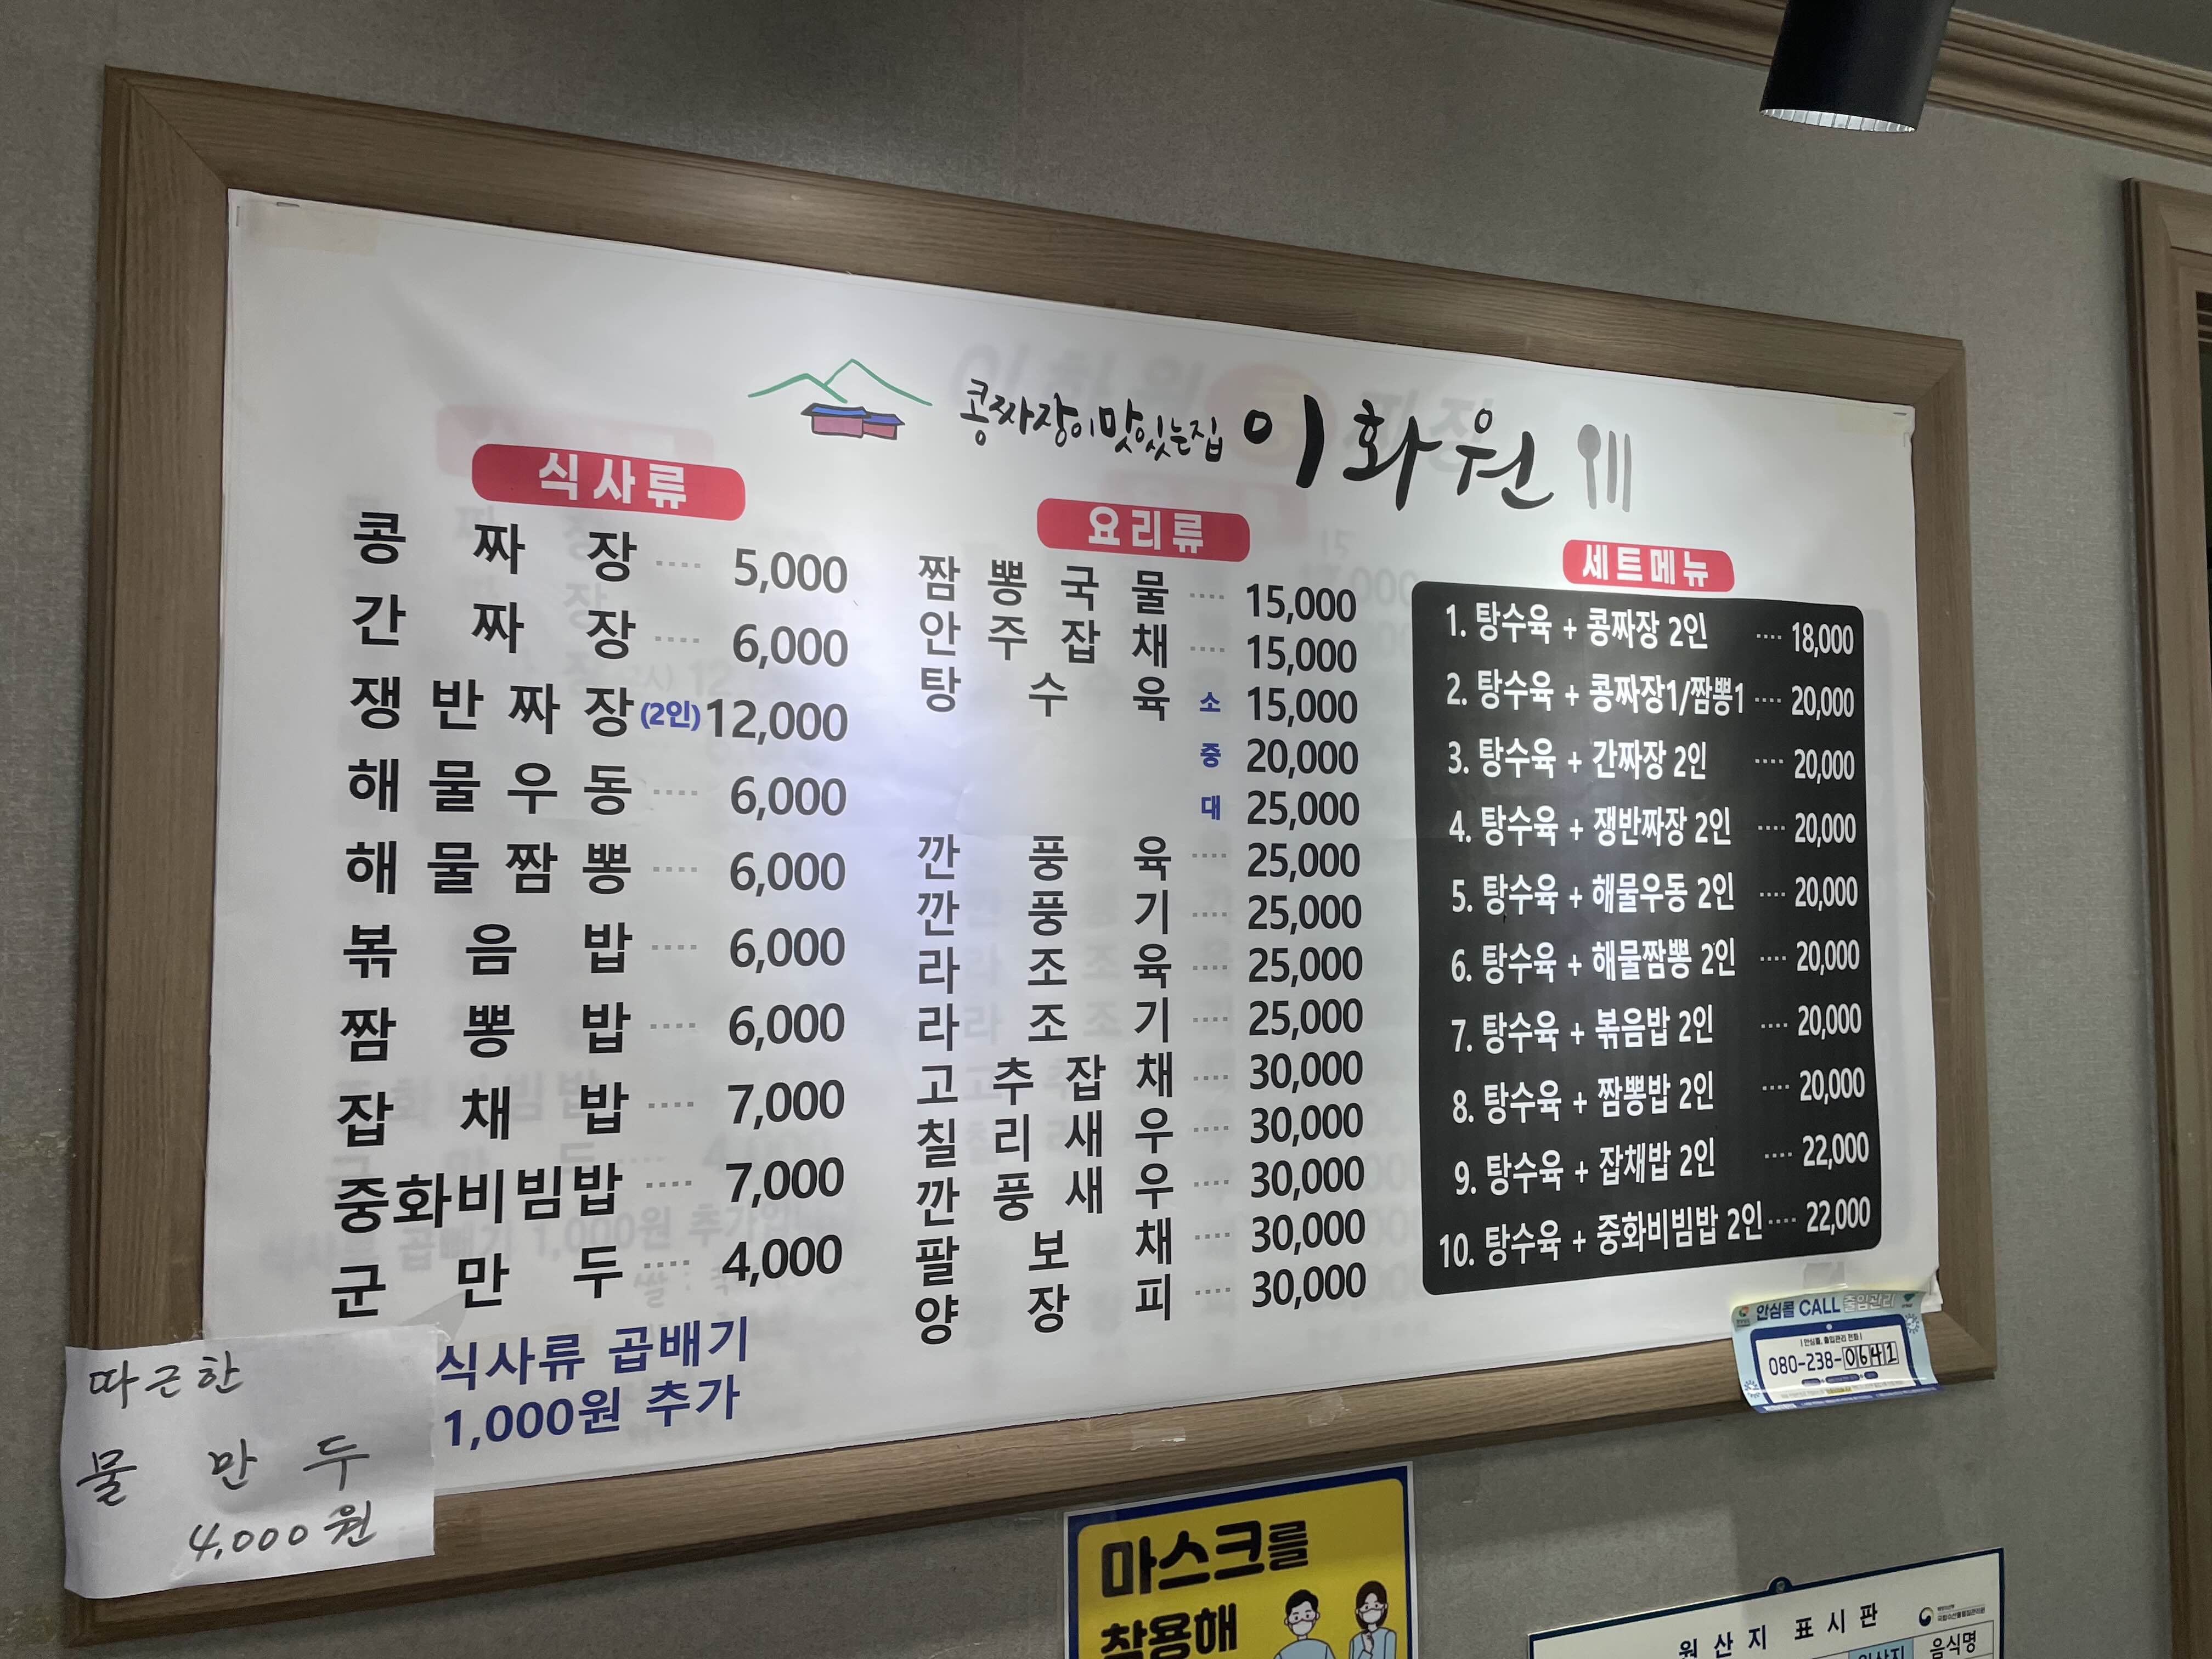 콩짜장이맛있는집 이화원
식사류
콩짜장 ···· 5,000
간짜장 ···· 6,000
쟁반짜장(2인) 12,000
해물우동 ···· 6,000
해물짬뽕 ···· 6,000
볶음밥 ···· 6,000
짬뽕밥 ···· 6,000
잡채밥 ···· 7,000
중화비빔밥 ···· 7,000
군만두 ···· 4,000
식사류 곱배기
1,000원 추가
따근한
물만두
4,000원
요리류
짬뽕국물 ···· 15,000
안주잡채 ···· 15,000
탕수육 소 15,000
중 20,000
대 25,000
깐풍육 ···· 25,000
깐풍기 ···· 25,000
라조육 ···· 25,000
라조기 ···· 25,000
고추잡채 ···· 30,000
칠리새우 ···· 30,000
깐풍새우 ···· 30,000
팔보채 ···· 30,000
양장피 ···· 30,000
세트메뉴
1. 탕수육 + 콩짜장 2인 ···· 18,000
2. 탕수육 + 콩짜장1/짬뽕1 ···· 20,000
3. 탕수육 + 간짜장 2인 ···· 20,000
4. 탕수육 + 쟁반짜장 2인 ···· 20,000
5. 탕수육 + 해물우동 2인 ···· 20,000
6. 탕수육 + 해물짬뽕 2인 ···· 20,000
7. 탕수육 + 볶음밥 2인 ···· 20,000
8. 탕수육 + 짬뽕밥 2인 ···· 20,000
9. 탕수육 + 잡채밥 2인 ···· 22,000
10. 탕수육 + 중화비빔밥 2인 ···· 22,000
안심콜 CALL 출입관리
080-238-0641
마스크를
착용해
원산지 표시판
음식명